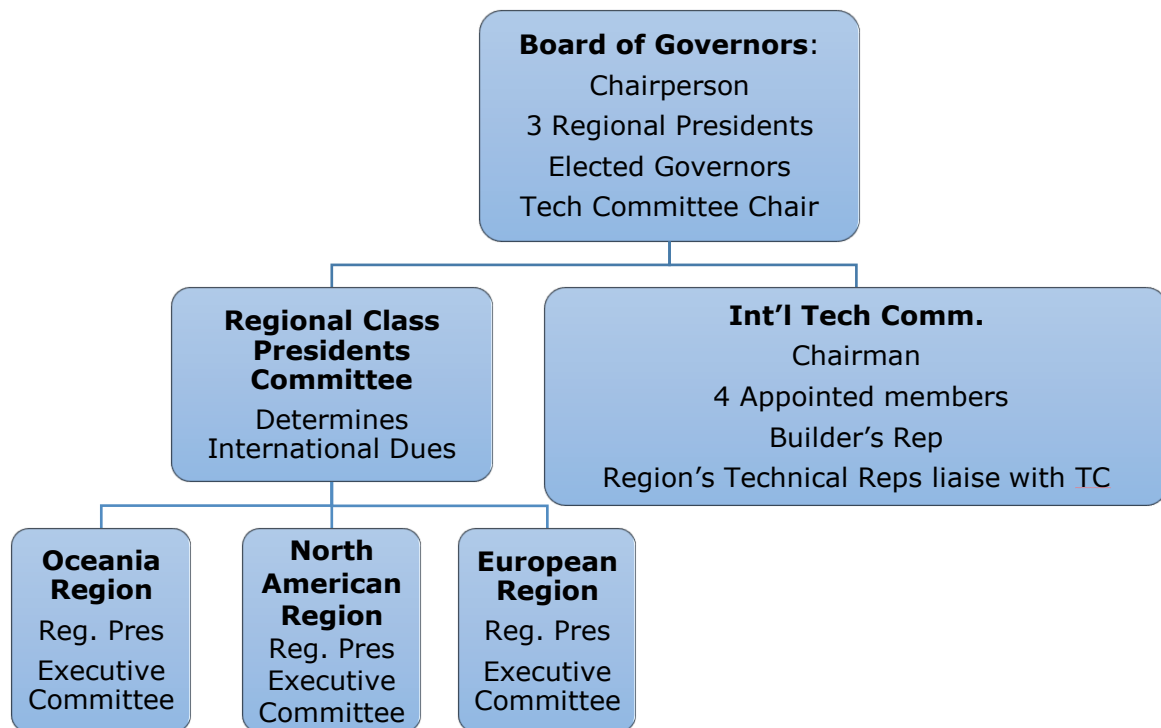 Board of Governors:
Chairperson
3 Regional Presidents
Elected Governors
Tech Committee Chair
Regional Class
Presidents
Committee
Determines
International Dues
Int’l Tech Comm.
Chairman
4 Appointed members
Builder’s Rep
Region’s Technical Reps liaise with TC
Oceania
Region
Reg. Pres
Executive
Committee
North
American
Region
Reg. Pres
Executive
Committee
European
Region
Reg. Pres
Executive
Committee